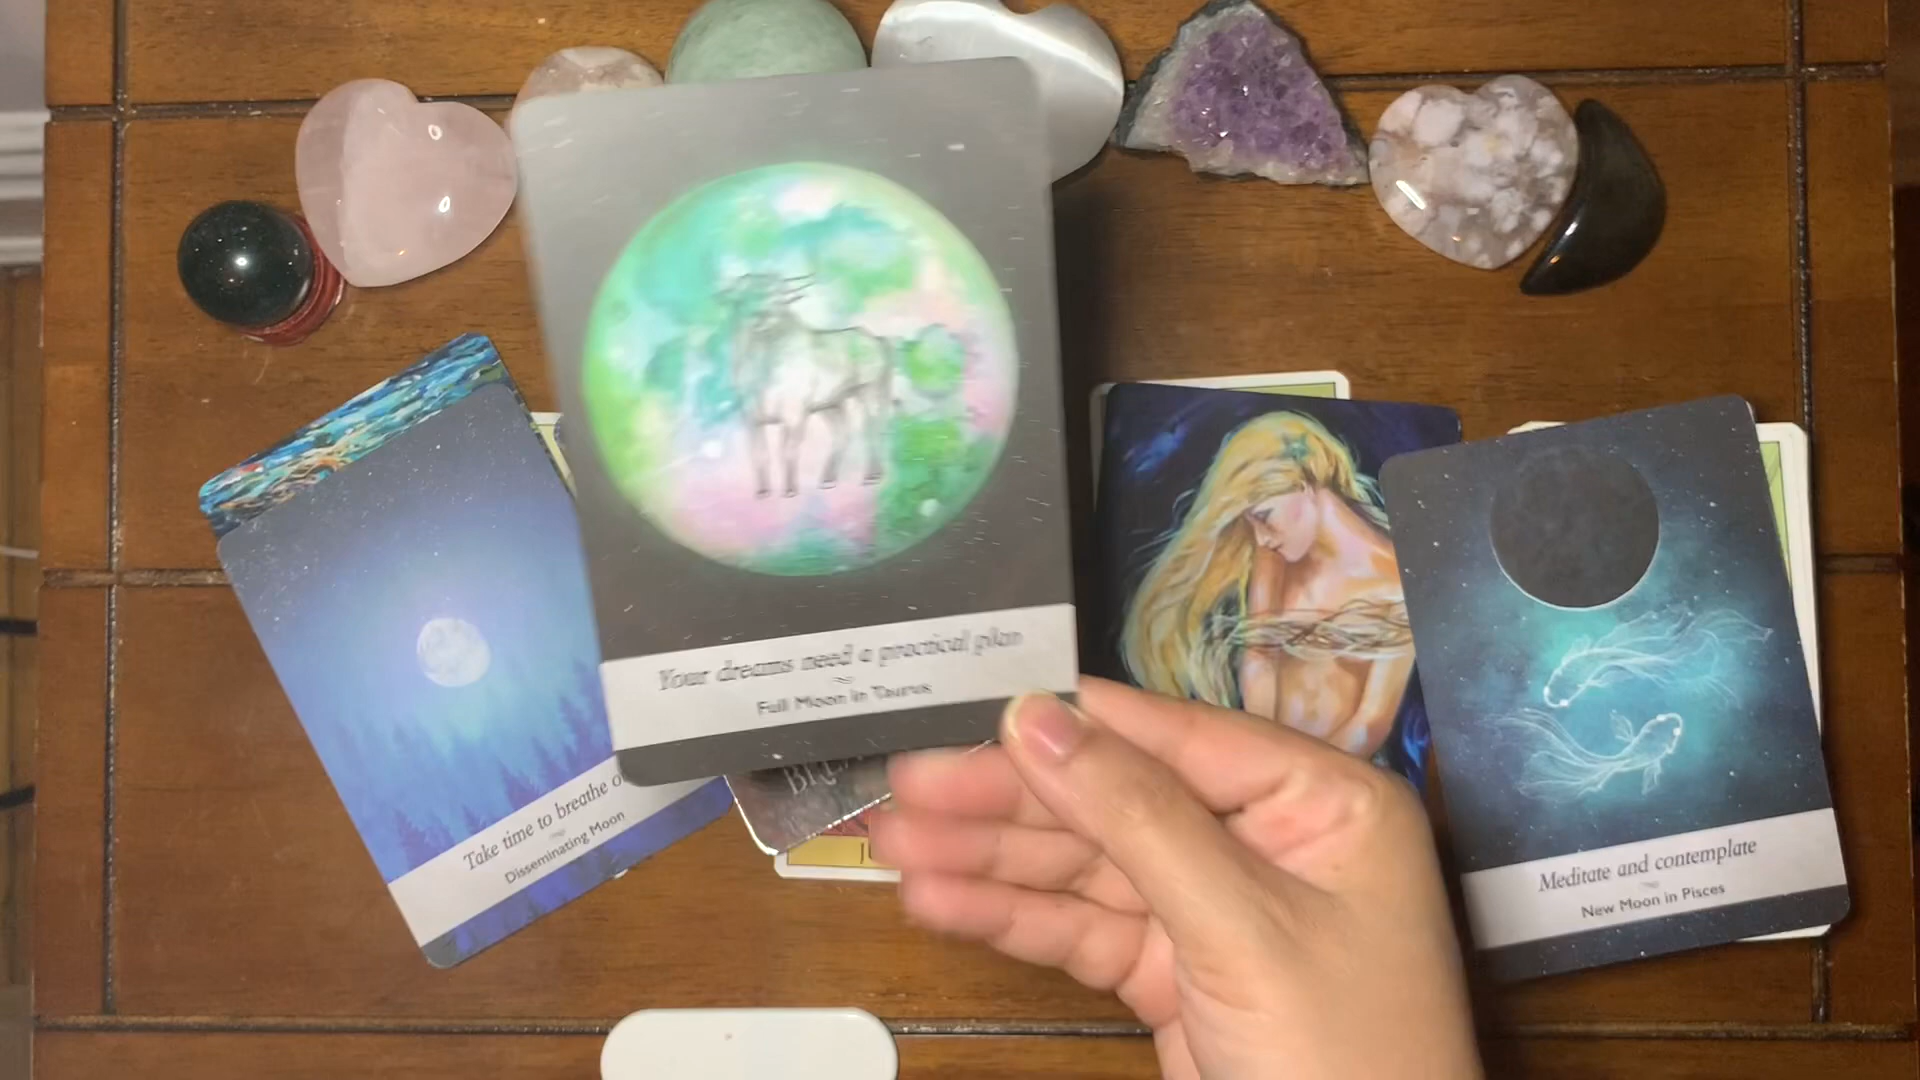 Your dreams need a practical plan
Full Moon in Taurus
Take time to breathe
Disseminating Moon
Meditate and contemplate
New Moon in Pisces